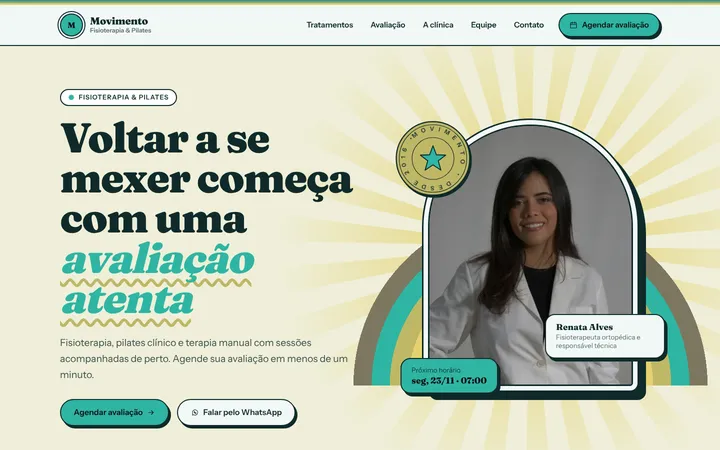 M
Movimento
Fisioterapia & Pilates
Tratamentos
Avaliação
A clínica
Equipe
Contato
Agendar avaliação
FISIOTERAPIA & PILATES
Voltar a se
mexer começa
com uma
avaliação
atenta
Fisioterapia, pilates clínico e terapia manual com sessões
acompanhadas de perto. Agende sua avaliação em menos de um
minuto.
Agendar avaliação →
Falar pelo WhatsApp
MOVIMENTO · DESDE 2016 ·
Renata Alves
Fisioterapeuta ortopédica e
responsável técnica
Próximo horário
seg, 23/11 · 07:00